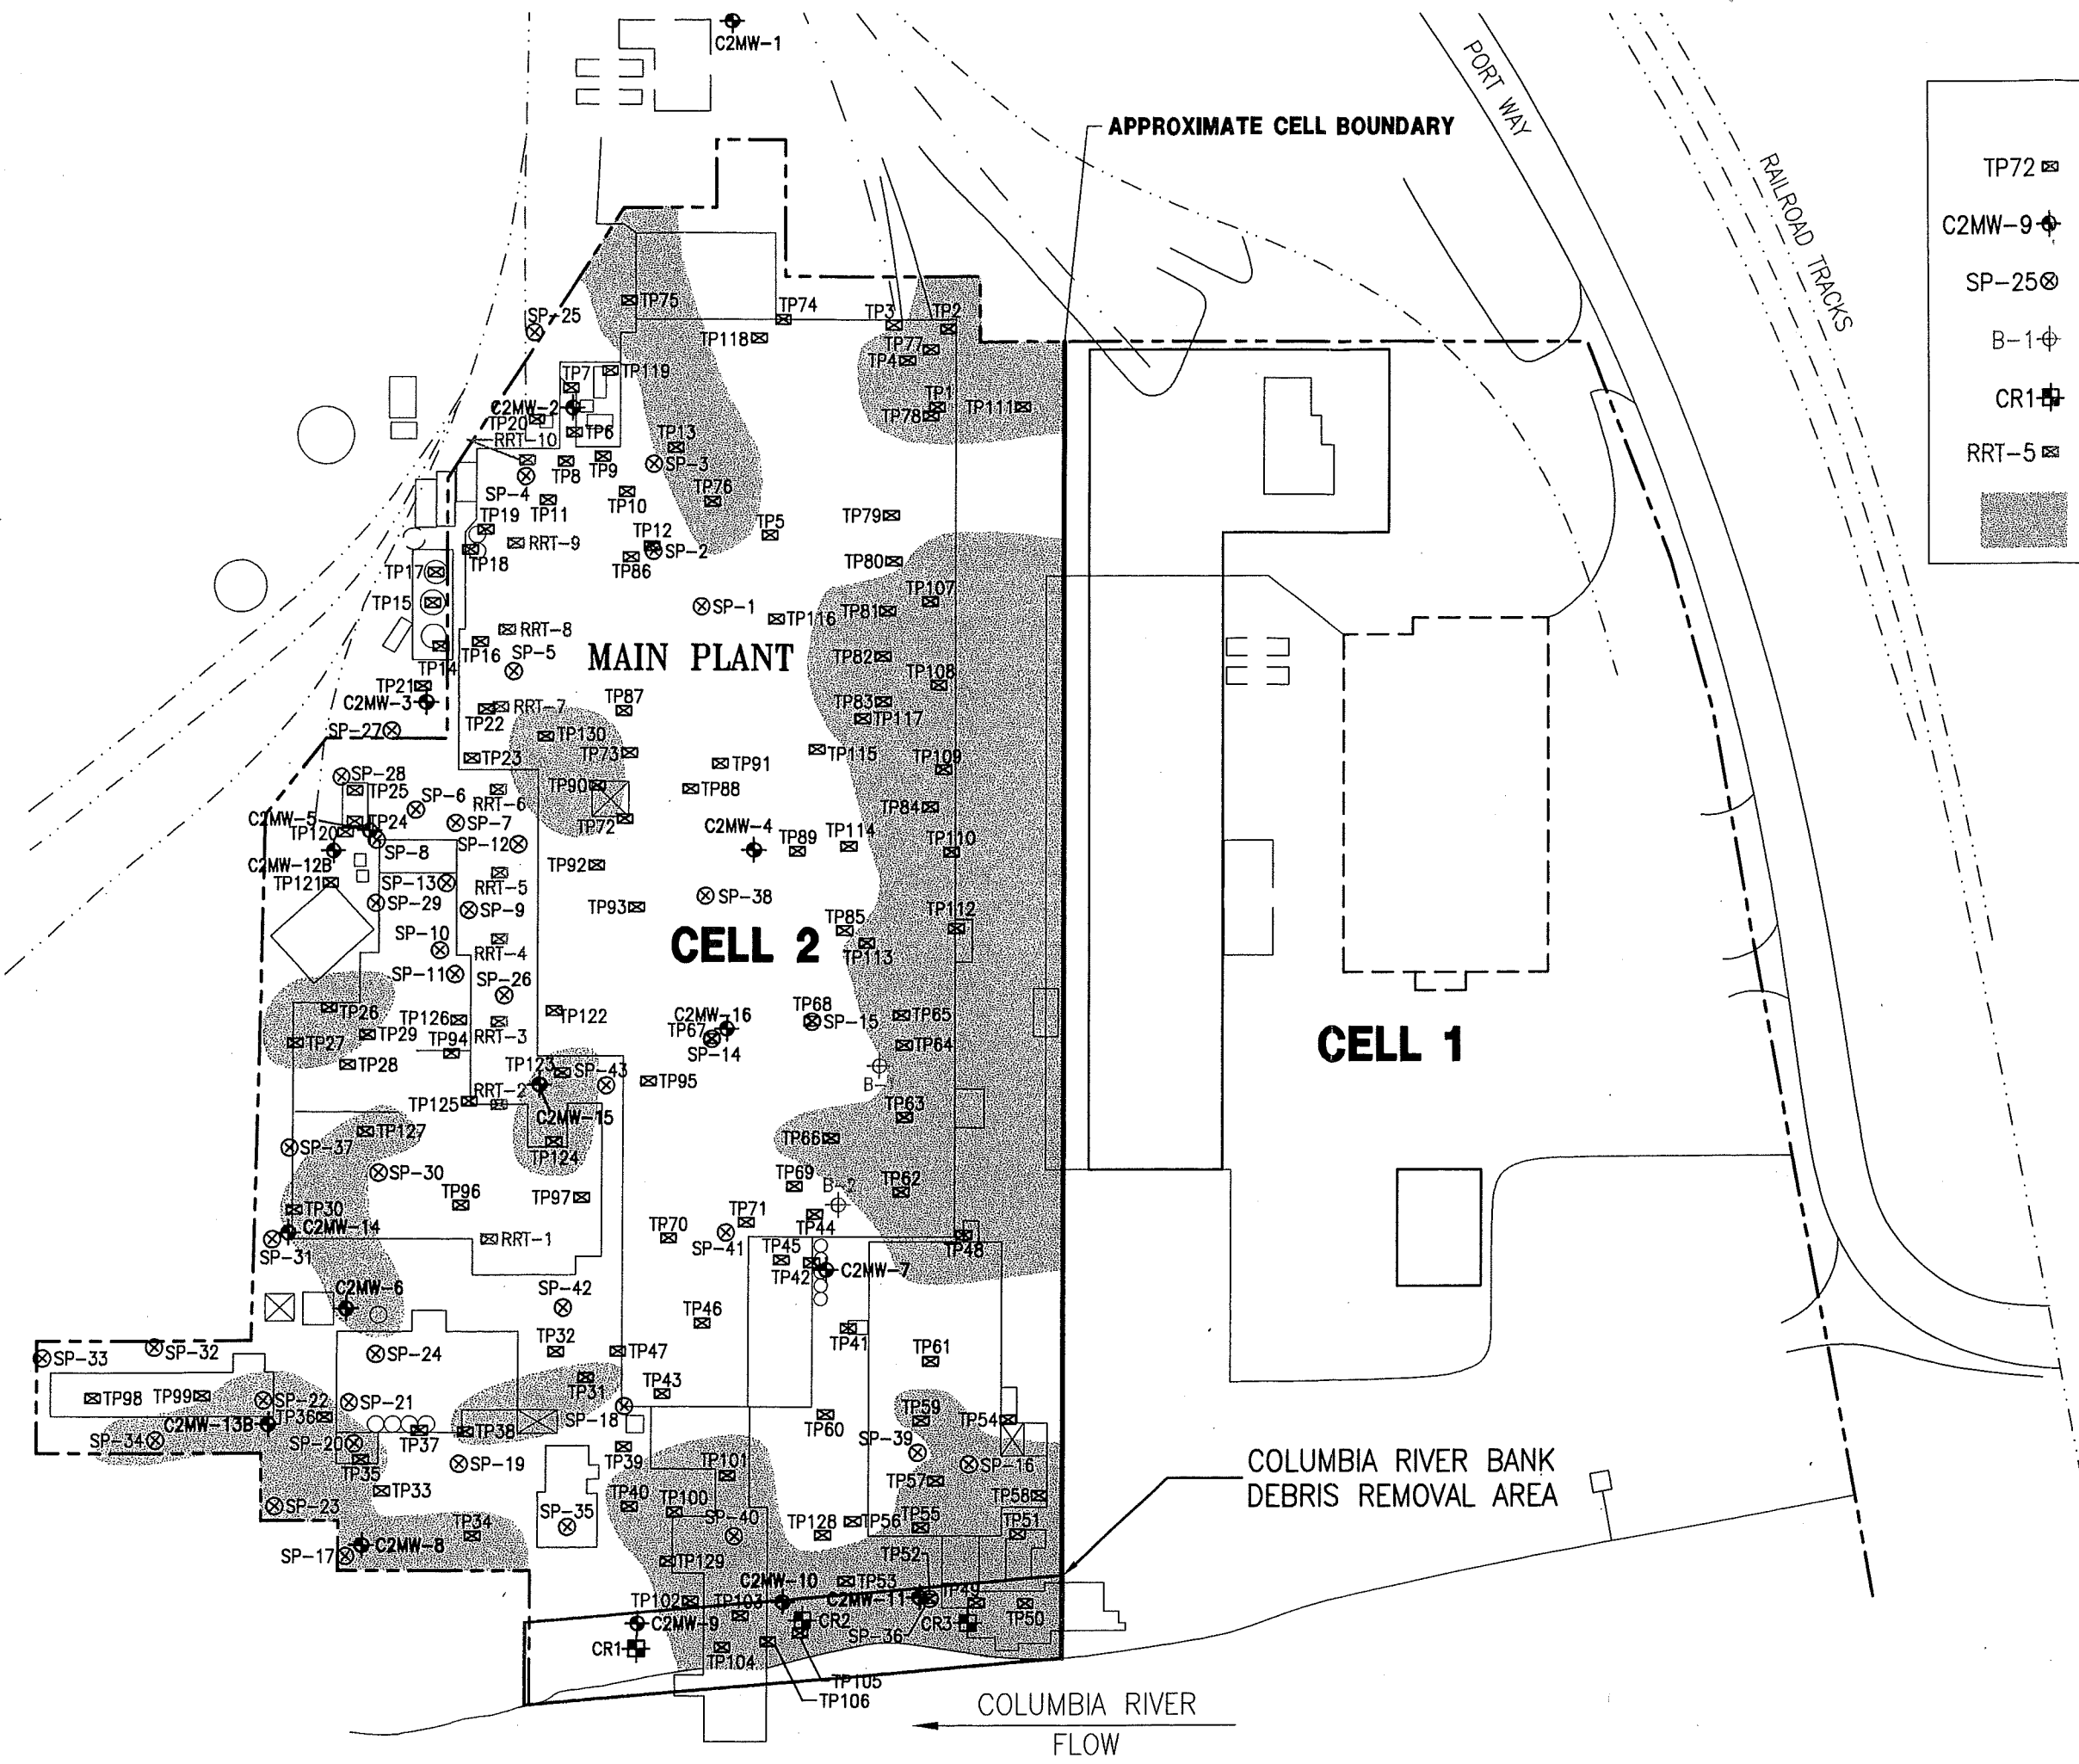 C2MW-1
PORT WAY
APPROXIMATE CELL BOUNDARY
RAILROAD TRACKS
TP72
C2MW-9
SP-25
B-1
CR1
RRT-5
TP75
TP74
TP3
TP2
SP-25
TP118
TP77
TP4
TP7
TP119
C2MW-2
TP1
TP111
TP78
TP20
TP6
RRT-10
TP13
SP-3
TP8
TP9
SP-4
TP10
TP76
TP11
TP79
TP19
TP5
RRT-9
TP12
SP-2
TP18
TP86
TP80
TP17
TP15
SP-1
TP107
TP81
TP116
RRT-8
TP16
MAIN PLANT
TP82
TP14
SP-5
TP108
TP21
C2MW-3
TP87
TP83
RRT-7
TP22
TP117
SP-27
TP130
TP73
TP115
TP23
TP91
TP109
SP-28
TP25
TP90
TP88
SP-6
RRT-6
TP84
C2MW-5
TP24
SP-7
TP72
TP120
C2MW-4
TP114
TP110
SP-8
SP-12
TP89
C2MW-12B
TP92
TP121
SP-13
RRT-5
SP-38
SP-29
SP-9
TP93
TP112
TP85
CELL 2
SP-10
RRT-4
TP113
SP-11
SP-26
TP26
TP122
C2MW-16
TP68
TP65
TP126
SP-15
TP29
RRT-3
TP67
TP27
TP94
SP-14
TP64
CELL 1
TP28
TP123
SP-43
TP95
B-
RRT-2
TP125
C2MW-15
TP63
TP127
TP66
SP-37
TP124
SP-30
TP69
TP62
TP96
TP97
B-2
TP30
TP71
C2MW-14
TP70
TP44
SP-31
RRT-1
SP-41
TP48
TP45
TP42
C2MW-7
C2MW-6
SP-42
TP46
TP32
TP41
SP-32
TP47
SP-33
SP-24
TP61
TP31
TP43
TP98
TP99
SP-22
SP-21
TP36
SP-18
TP60
TP59
TP54
C2MW-13B
TP37
TP38
SP-34
SP-20
TP39
SP-39
TP35
SP-19
TP101
SP-16
COLUMBIA RIVER BANK
DEBRIS REMOVAL AREA
TP33
TP57
TP58
SP-23
TP40
TP100
SP-35
SP-40
TP128
TP56
TP55
TP51
TP34
C2MW-8
SP-17
TP129
TP52
C2MW-10
TP53
TP102
TP103
C2MW-11
TP49
TP50
C2MW-9
CR2
SP-36
CR3
CR1
TP104
TP105
TP106
COLUMBIA RIVER
FLOW